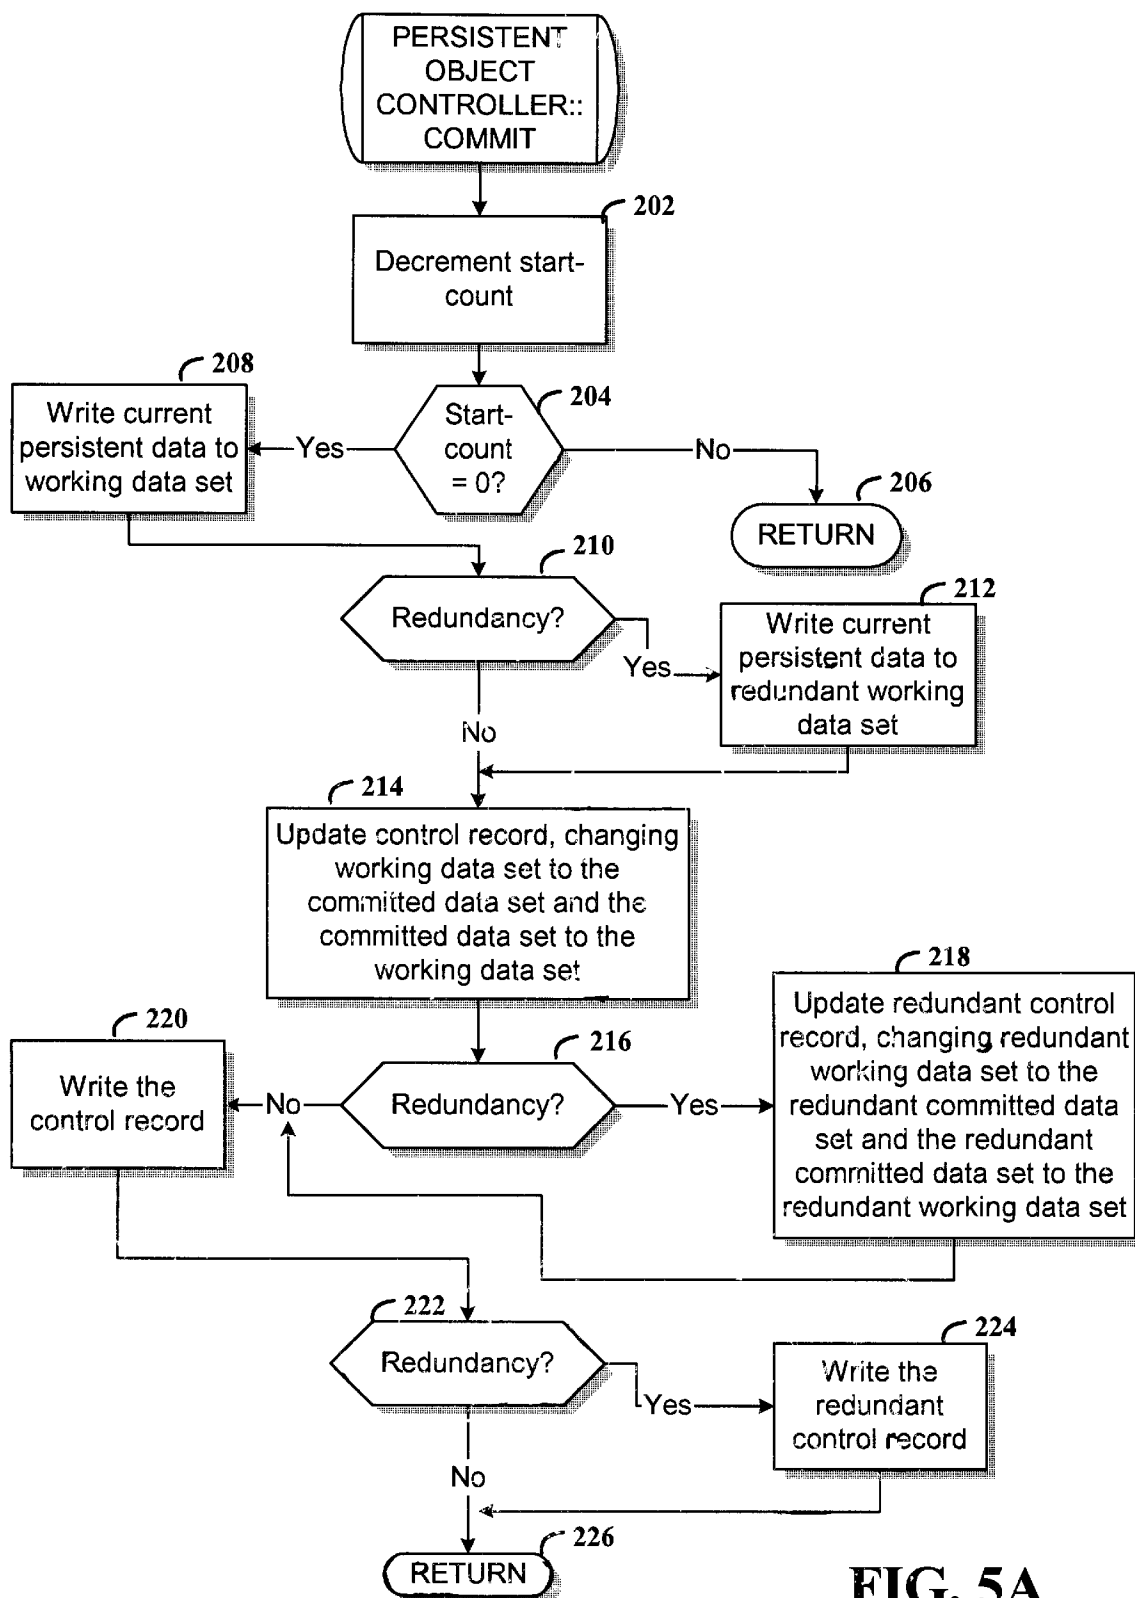 PERSISTENT
OBJECT
CONTROLLER::
COMMIT
202
Decrement start-
count
208
Write current
persistent data to
working data set
Yes
204
Start-
count
= 0?
No
206
RETURN
210
Redundancy?
Yes
212
Write current
persistent data to
redundant working
data set
No
214
Update control record, changing
working data set to the
committed data set and the
committed data set to the
working data set
218
Update redundant control
record, changing redundant
working data set to the
redundant committed data
set and the redundant
committed data set to the
redundant working data set
220
Write the
control record
No
216
Redundancy?
Yes
222
Redundancy?
Yes
224
Write the
redundant
control record
No
226
RETURN
FIG. 5A